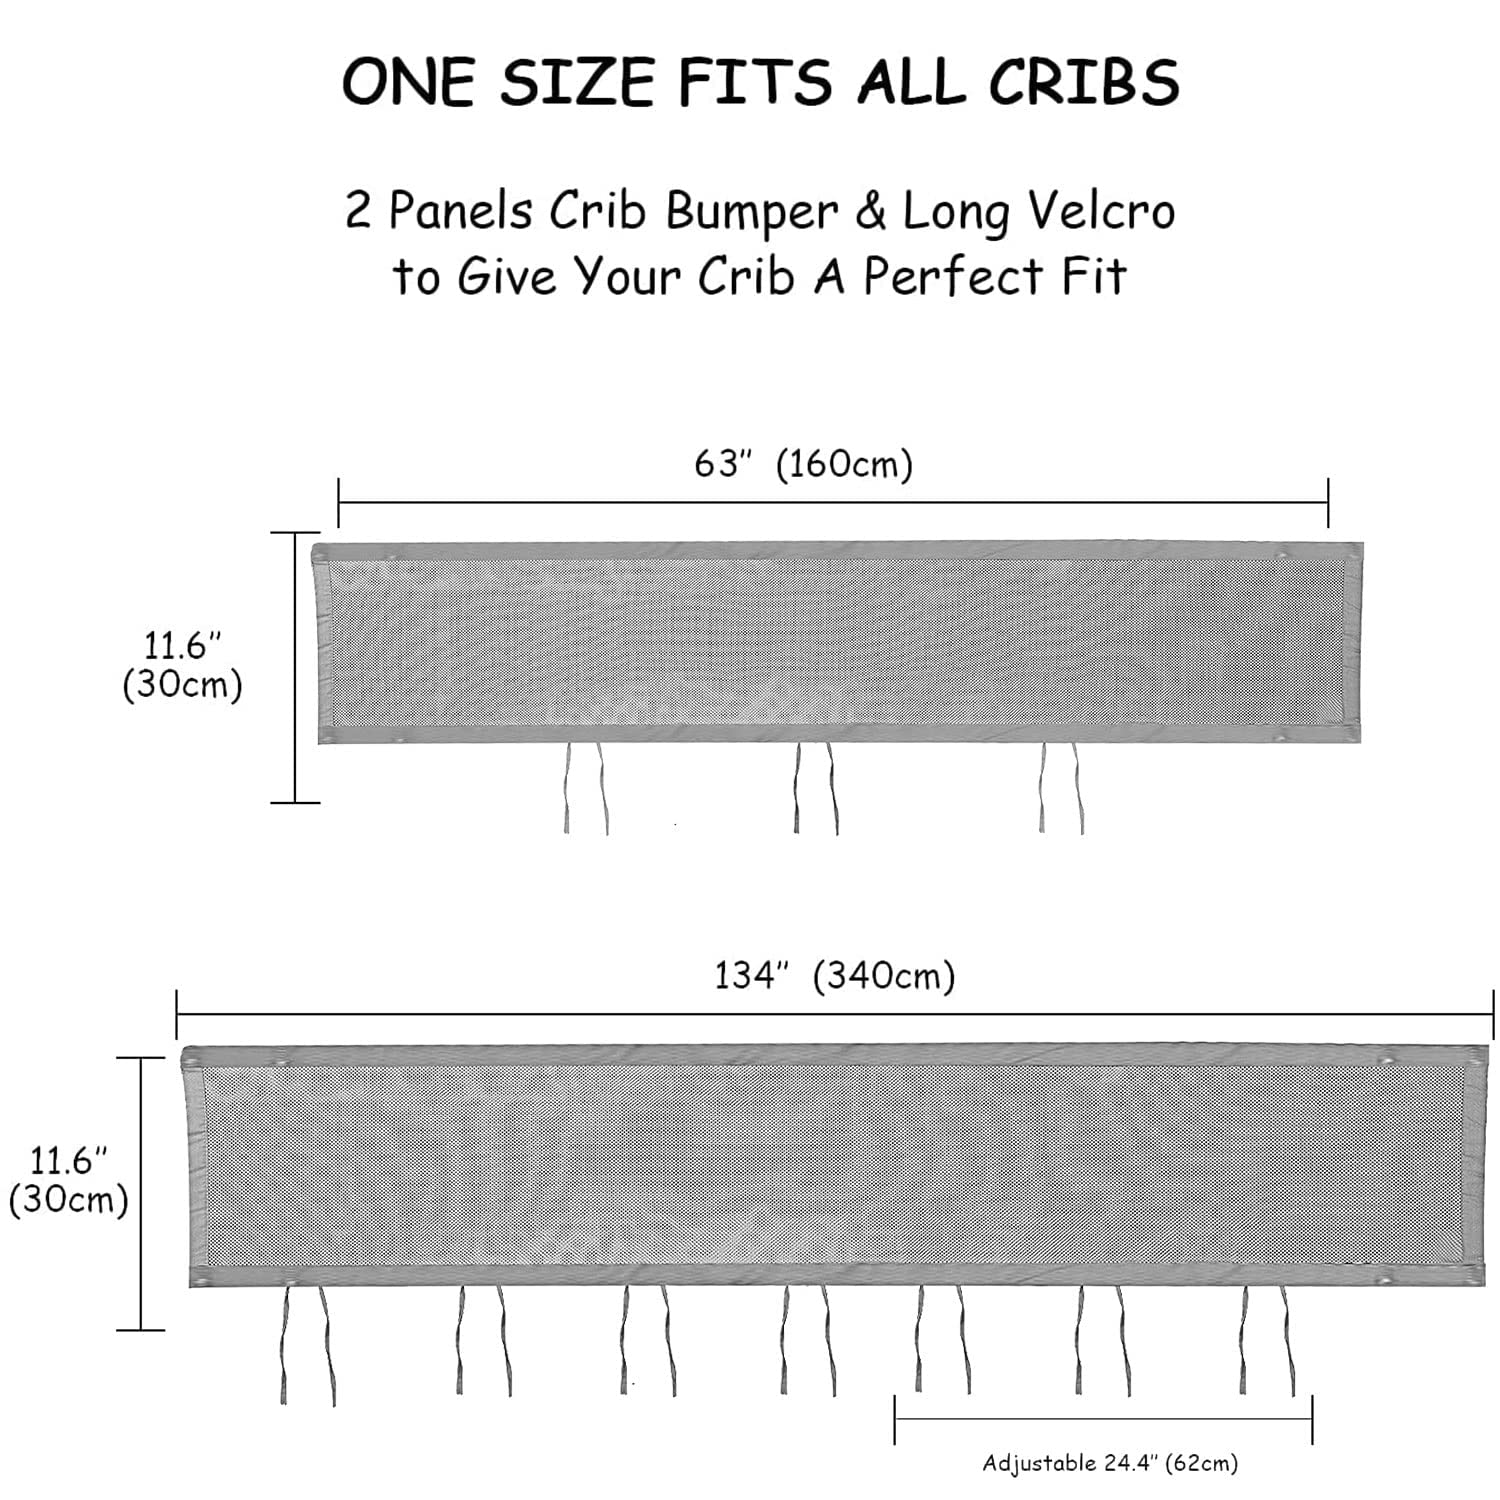 ONE SIZE FITS ALL CRIBS
2 Panels Crib Bumper & Long Velcro
to Give Your Crib A Perfect Fit
63" (160cm)
11.6"
(30cm)
134" (340cm)
11.6"
(30cm)
Adjustable 24.4" (62cm)